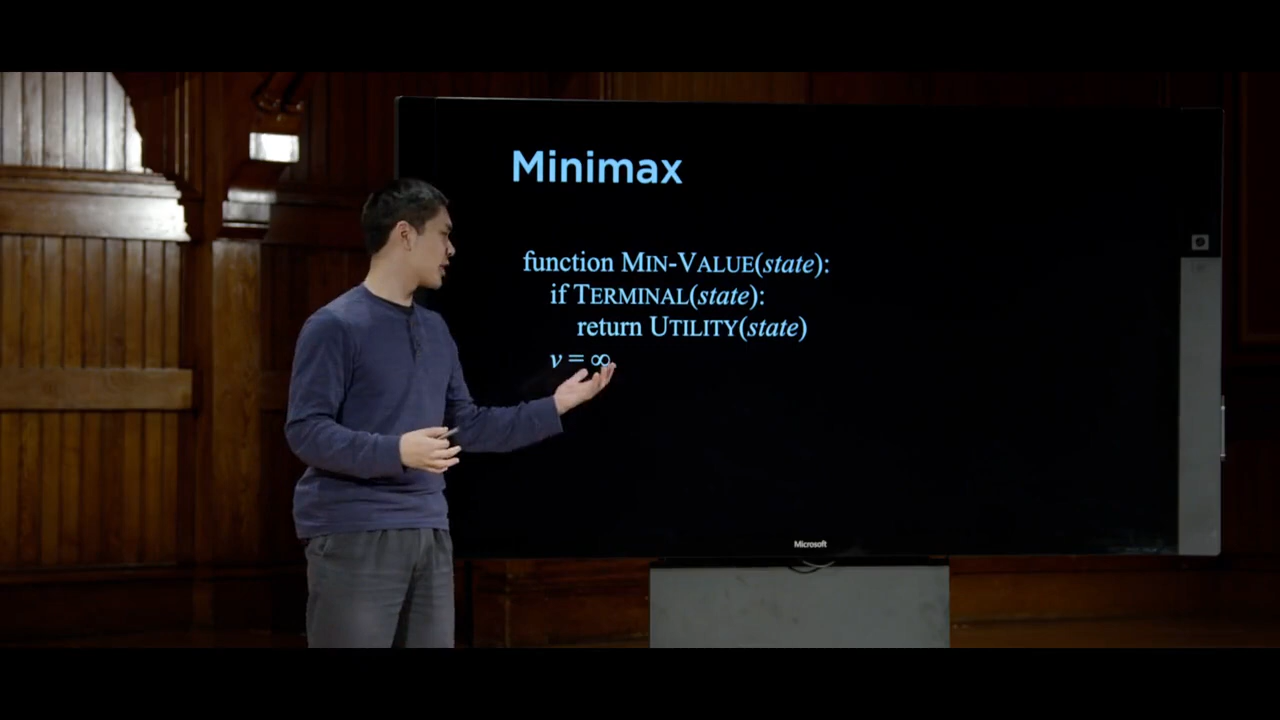 Minimax
function MIN-VALUE(state):
if TERMINAL(state):
return UTILITY(state)
v = ∞
Microsoft